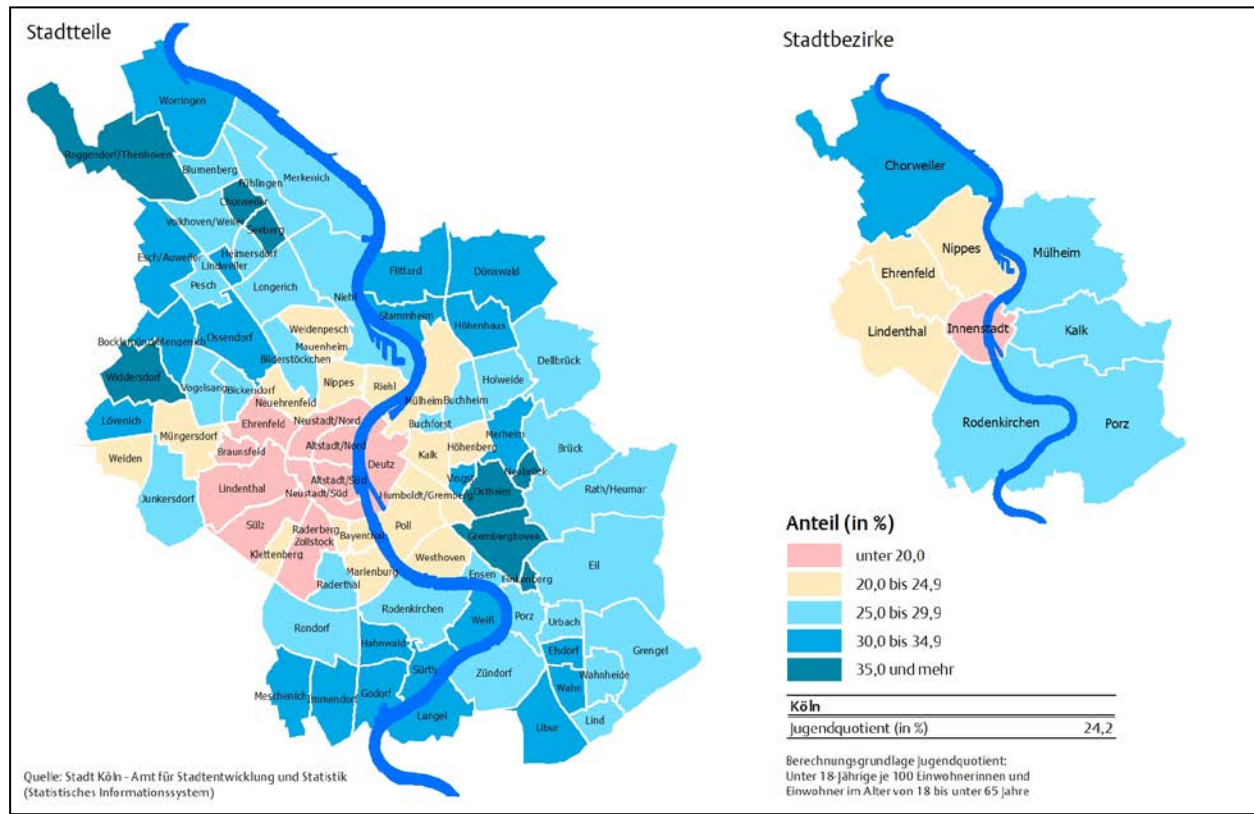 Stadtteile
Worringen
Roggendorf/Thenhoven
Blumenberg
Fühlingen
Merkenich
Chorweiler
Volkhoven/Weiler
Seeberg
Heimersdorf
Esch/Auweiler
Lindweiler
Pesch
Longerich
Niehl
Flittard
Dünnwald
Stammheim
Höhenhaus
Weidenpesch
Mauenheim
Ossendorf
Bocklemünd/Mengenich
Bilderstöckchen
Dellbrück
Holweide
Widdersdorf
Vogelsang
Bickendorf
Nippes
Riehl
Mülheim
Buchheim
Neuehrenfeld
Buchforst
Lövenich
Ehrenfeld
Neustadt/Nord
Müngersdorf
Altstadt/Nord
Höhenberg
Merheim
Braunsfeld
Kalk
Brück
Weiden
Deutz
Neubrück
Junkersdorf
Lindenthal
Altstadt/Süd
Vingst
Neustadt/Süd
Ostheim
Rath/Heumar
Humboldt/Gremberg
Sülz
Raderberg
Zollstock
Bayenthal
Poll
Gremberghoven
Klettenberg
Westhoven
Eil
Marienburg
Raderthal
Ensen
Finkenberg
Rodenkirchen
Weiß
Porz
Urbach
Rondorf
Hahnwald
Elsdorf
Grengel
Sürth
Zündorf
Wahnheide
Meschenich
Immendorf
Godorf
Wahn
Langel
Libur
Lind
Quelle: Stadt Köln - Amt für Stadtentwicklung und Statistik
(Statistisches Informationssystem)
Stadtbezirke
Chorweiler
Nippes
Mülheim
Ehrenfeld
Lindenthal
Innenstadt
Kalk
Rodenkirchen
Porz
Anteil (in %)
unter 20,0
20,0 bis 24,9
25,0 bis 29,9
30,0 bis 34,9
35,0 und mehr
Köln
Jugendquotient (in %) 24,2
Berechnungsgrundlage Jugendquotient:
Unter 18-Jährige je 100 Einwohnerinnen und
Einwohner im Alter von 18 bis unter 65 Jahre